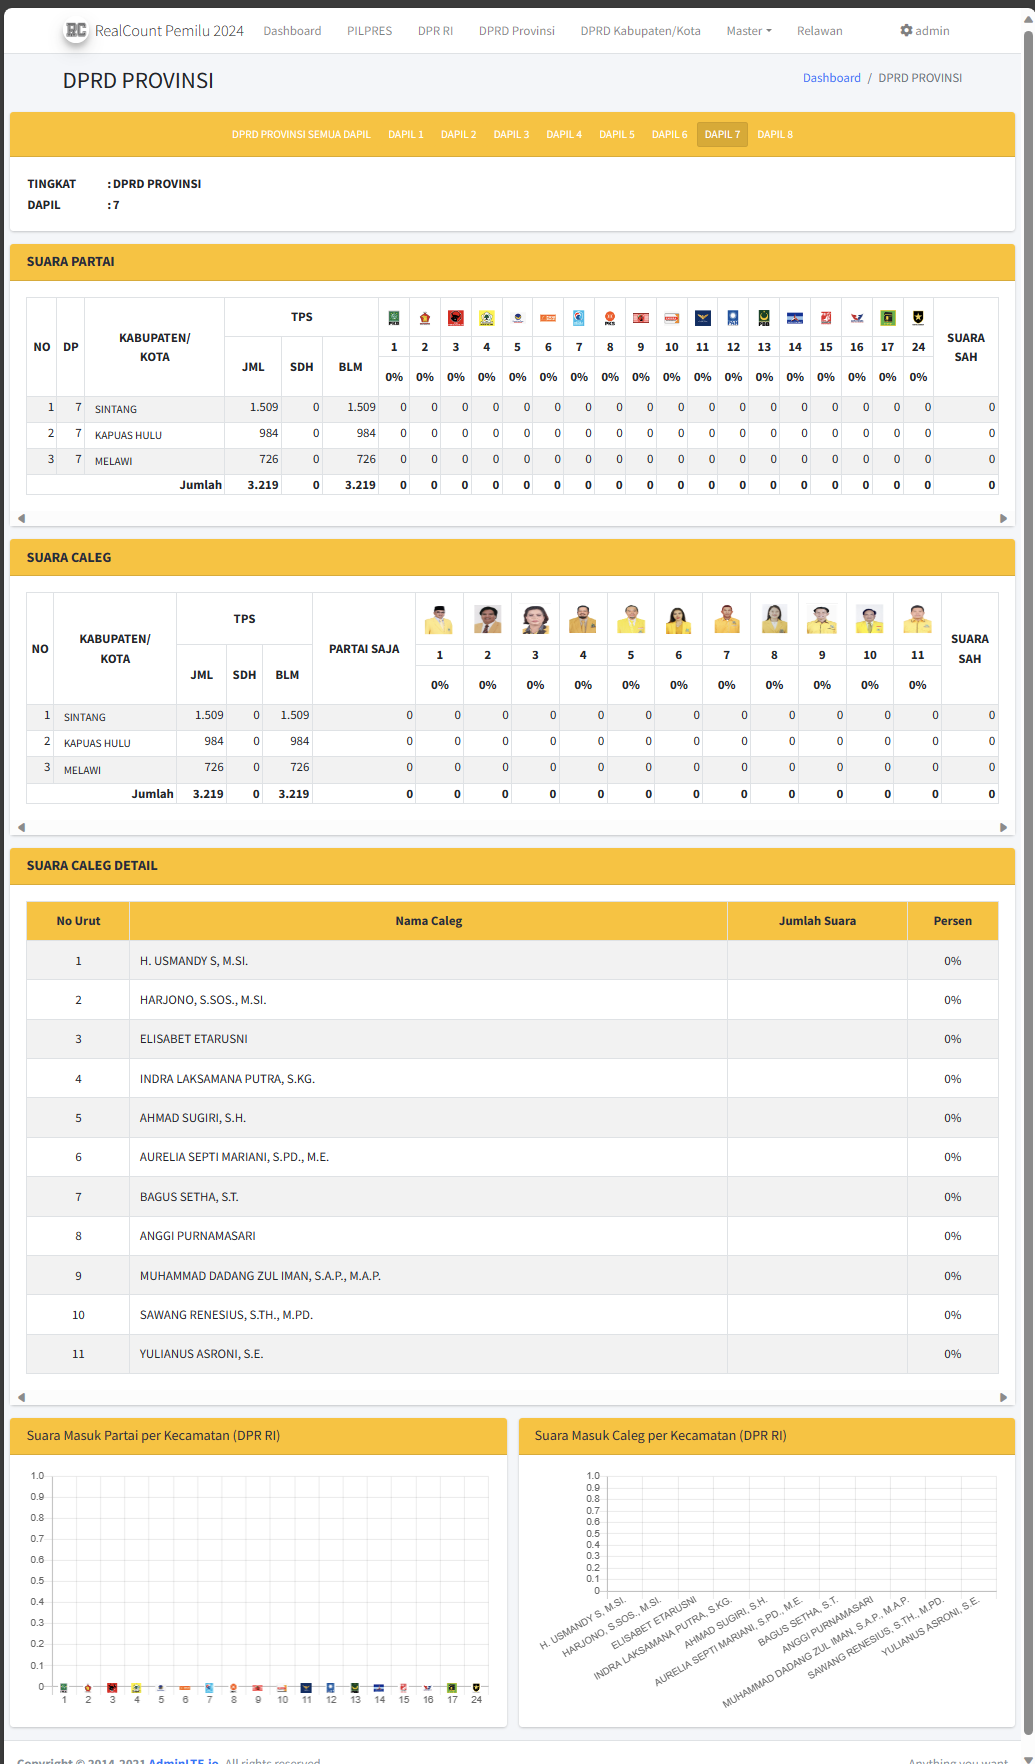 RC RealCount Pemilu 2024 Dashboard PILPRES DPR RI DPRD Provinsi DPRD Kabupaten/Kota Master Relawan admin
DPRD PROVINSI
Dashboard / DPRD PROVINSI
DPRD PROVINSI SEMUA DAPIL DAPIL 1 DAPIL 2 DAPIL 3 DAPIL 4 DAPIL 5 DAPIL 6 DAPIL 7 DAPIL 8
TINGKAT : DPRD PROVINSI
DAPIL : 7
SUARA PARTAI
NO DP KABUPATEN/ KOTA TPS SUARA SAH
PKB PKS PAN PBB
JML SDH BLM
1 2 3 4 5 6 7 8 9 10 11 12 13 14 15 16 17 24
0% 0% 0% 0% 0% 0% 0% 0% 0% 0% 0% 0% 0% 0% 0% 0% 0% 0%
1 7 SINTANG 1.509 0 1.509 0 0 0 0 0 0 0 0 0 0 0 0 0 0 0 0 0 0 0
2 7 KAPUAS HULU 984 0 984 0 0 0 0 0 0 0 0 0 0 0 0 0 0 0 0 0 0 0
3 7 MELAWI 726 0 726 0 0 0 0 0 0 0 0 0 0 0 0 0 0 0 0 0 0 0
Jumlah 3.219 0 3.219 0 0 0 0 0 0 0 0 0 0 0 0 0 0 0 0 0 0 0
SUARA CALEG
NO KABUPATEN/ KOTA TPS PARTAI SAJA SUARA SAH
JML SDH BLM
1 2 3 4 5 6 7 8 9 10 11
0% 0% 0% 0% 0% 0% 0% 0% 0% 0% 0%
1 SINTANG 1.509 0 1.509 0 0 0 0 0 0 0 0 0 0 0 0 0
2 KAPUAS HULU 984 0 984 0 0 0 0 0 0 0 0 0 0 0 0 0
3 MELAWI 726 0 726 0 0 0 0 0 0 0 0 0 0 0 0 0
Jumlah 3.219 0 3.219 0 0 0 0 0 0 0 0 0 0 0 0 0
SUARA CALEG DETAIL
No Urut Nama Caleg Jumlah Suara Persen
1 H. USMANDY S, M.SI. 0%
2 HARJONO, S.SOS., M.SI. 0%
3 ELISABET ETARUSNI 0%
4 INDRA LAKSAMANA PUTRA, S.KG. 0%
5 AHMAD SUGIRI, S.H. 0%
6 AURELIA SEPTI MARIANI, S.PD., M.E. 0%
7 BAGUS SETHA, S.T. 0%
8 ANGGI PURNAMASARI 0%
9 MUHAMMAD DADANG ZUL IMAN, S.A.P., M.A.P. 0%
10 SAWANG RENESIUS, S.TH., M.PD. 0%
11 YULIANUS ASRONI, S.E. 0%
Suara Masuk Partai per Kecamatan (DPR RI)
1.0
0.9
0.8
0.7
0.6
0.5
0.4
0.3
0.2
0.1
0
1 2 3 4 5 6 7 8 9 10 11 12 13 14 15 16 17 24
Suara Masuk Caleg per Kecamatan (DPR RI)
1.0
0.9
0.8
0.7
0.6
0.5
0.4
0.3
0.2
0.1
0
H. USMANDY S, M.SI.
HARJONO, S.SOS., M.SI.
ELISABET ETARUSNI
INDRA LAKSAMANA PUTRA, S.KG.
AHMAD SUGIRI, S.H.
AURELIA SEPTI MARIANI, S.PD., M.E.
BAGUS SETHA, S.T.
ANGGI PURNAMASARI
MUHAMMAD DADANG ZUL IMAN, S.A.P., M.A.P.
SAWANG RENESIUS, S.TH., M.PD.
YULIANUS ASRONI, S.E.
Copyright © 2014-2021 AdminLTE.io. All rights reserved.
Anything you want